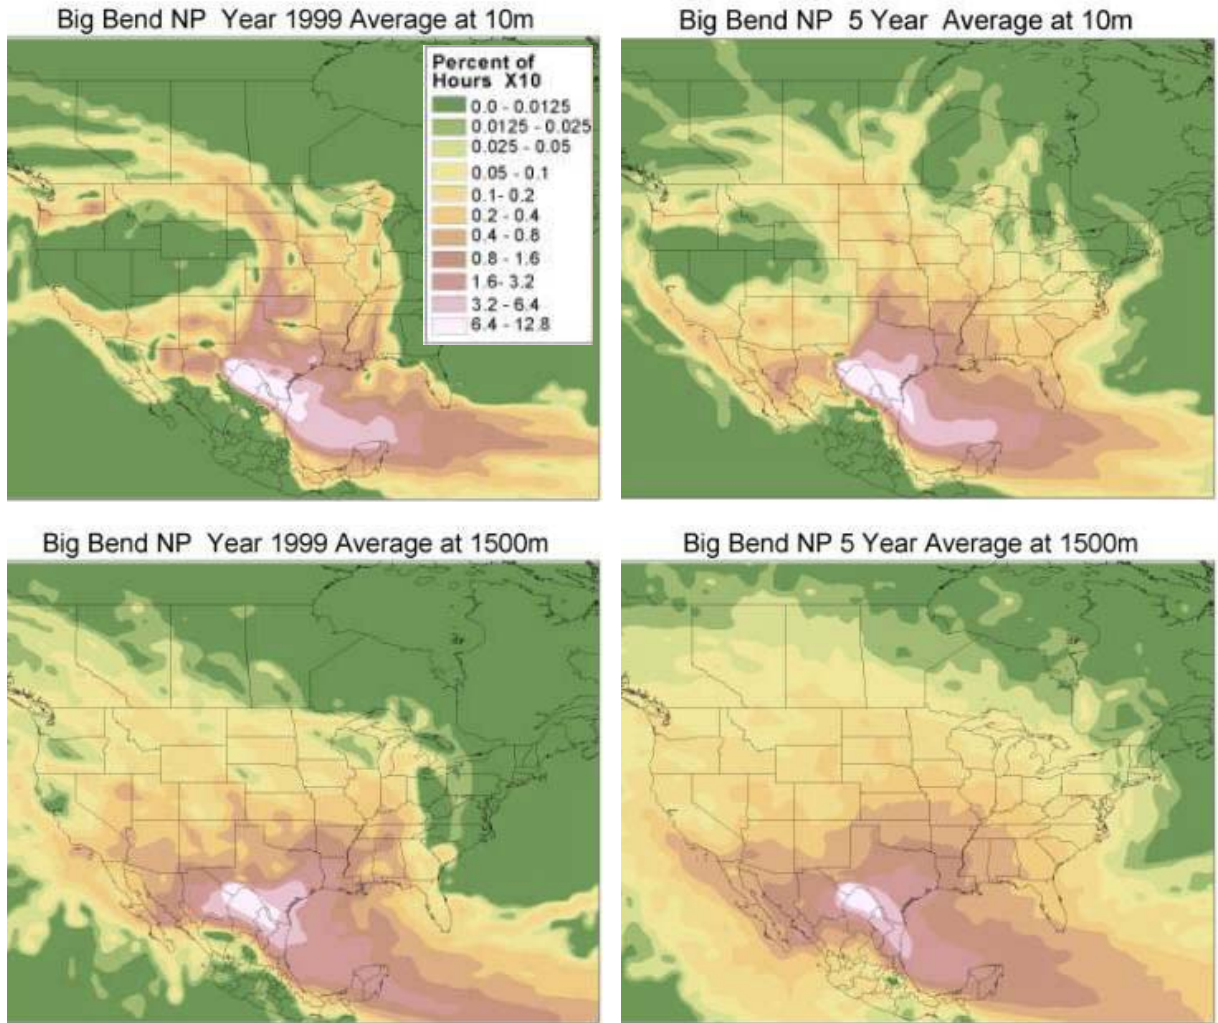 Big Bend NP Year 1999 Average at 10m
Big Bend NP 5 Year Average at 10m
Percent of
Hours X10
0.0 - 0.0125
0.0125 - 0.025
0.025 - 0.05
0.05 - 0.1
0.1- 0.2
0.2 - 0.4
0.4 - 0.8
0.8 - 1.6
1.6- 3.2
3.2 - 6.4
6.4 - 12.8
Big Bend NP Year 1999 Average at 1500m
Big Bend NP 5 Year Average at 1500m